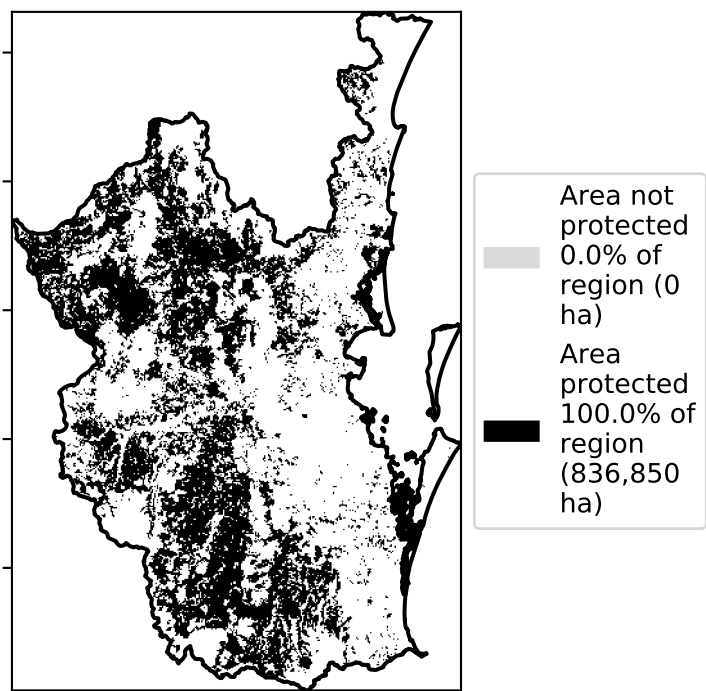 Area not
protected
0.0% of
region (0
ha)
Area
protected
100.0% of
region
(836,850
ha)